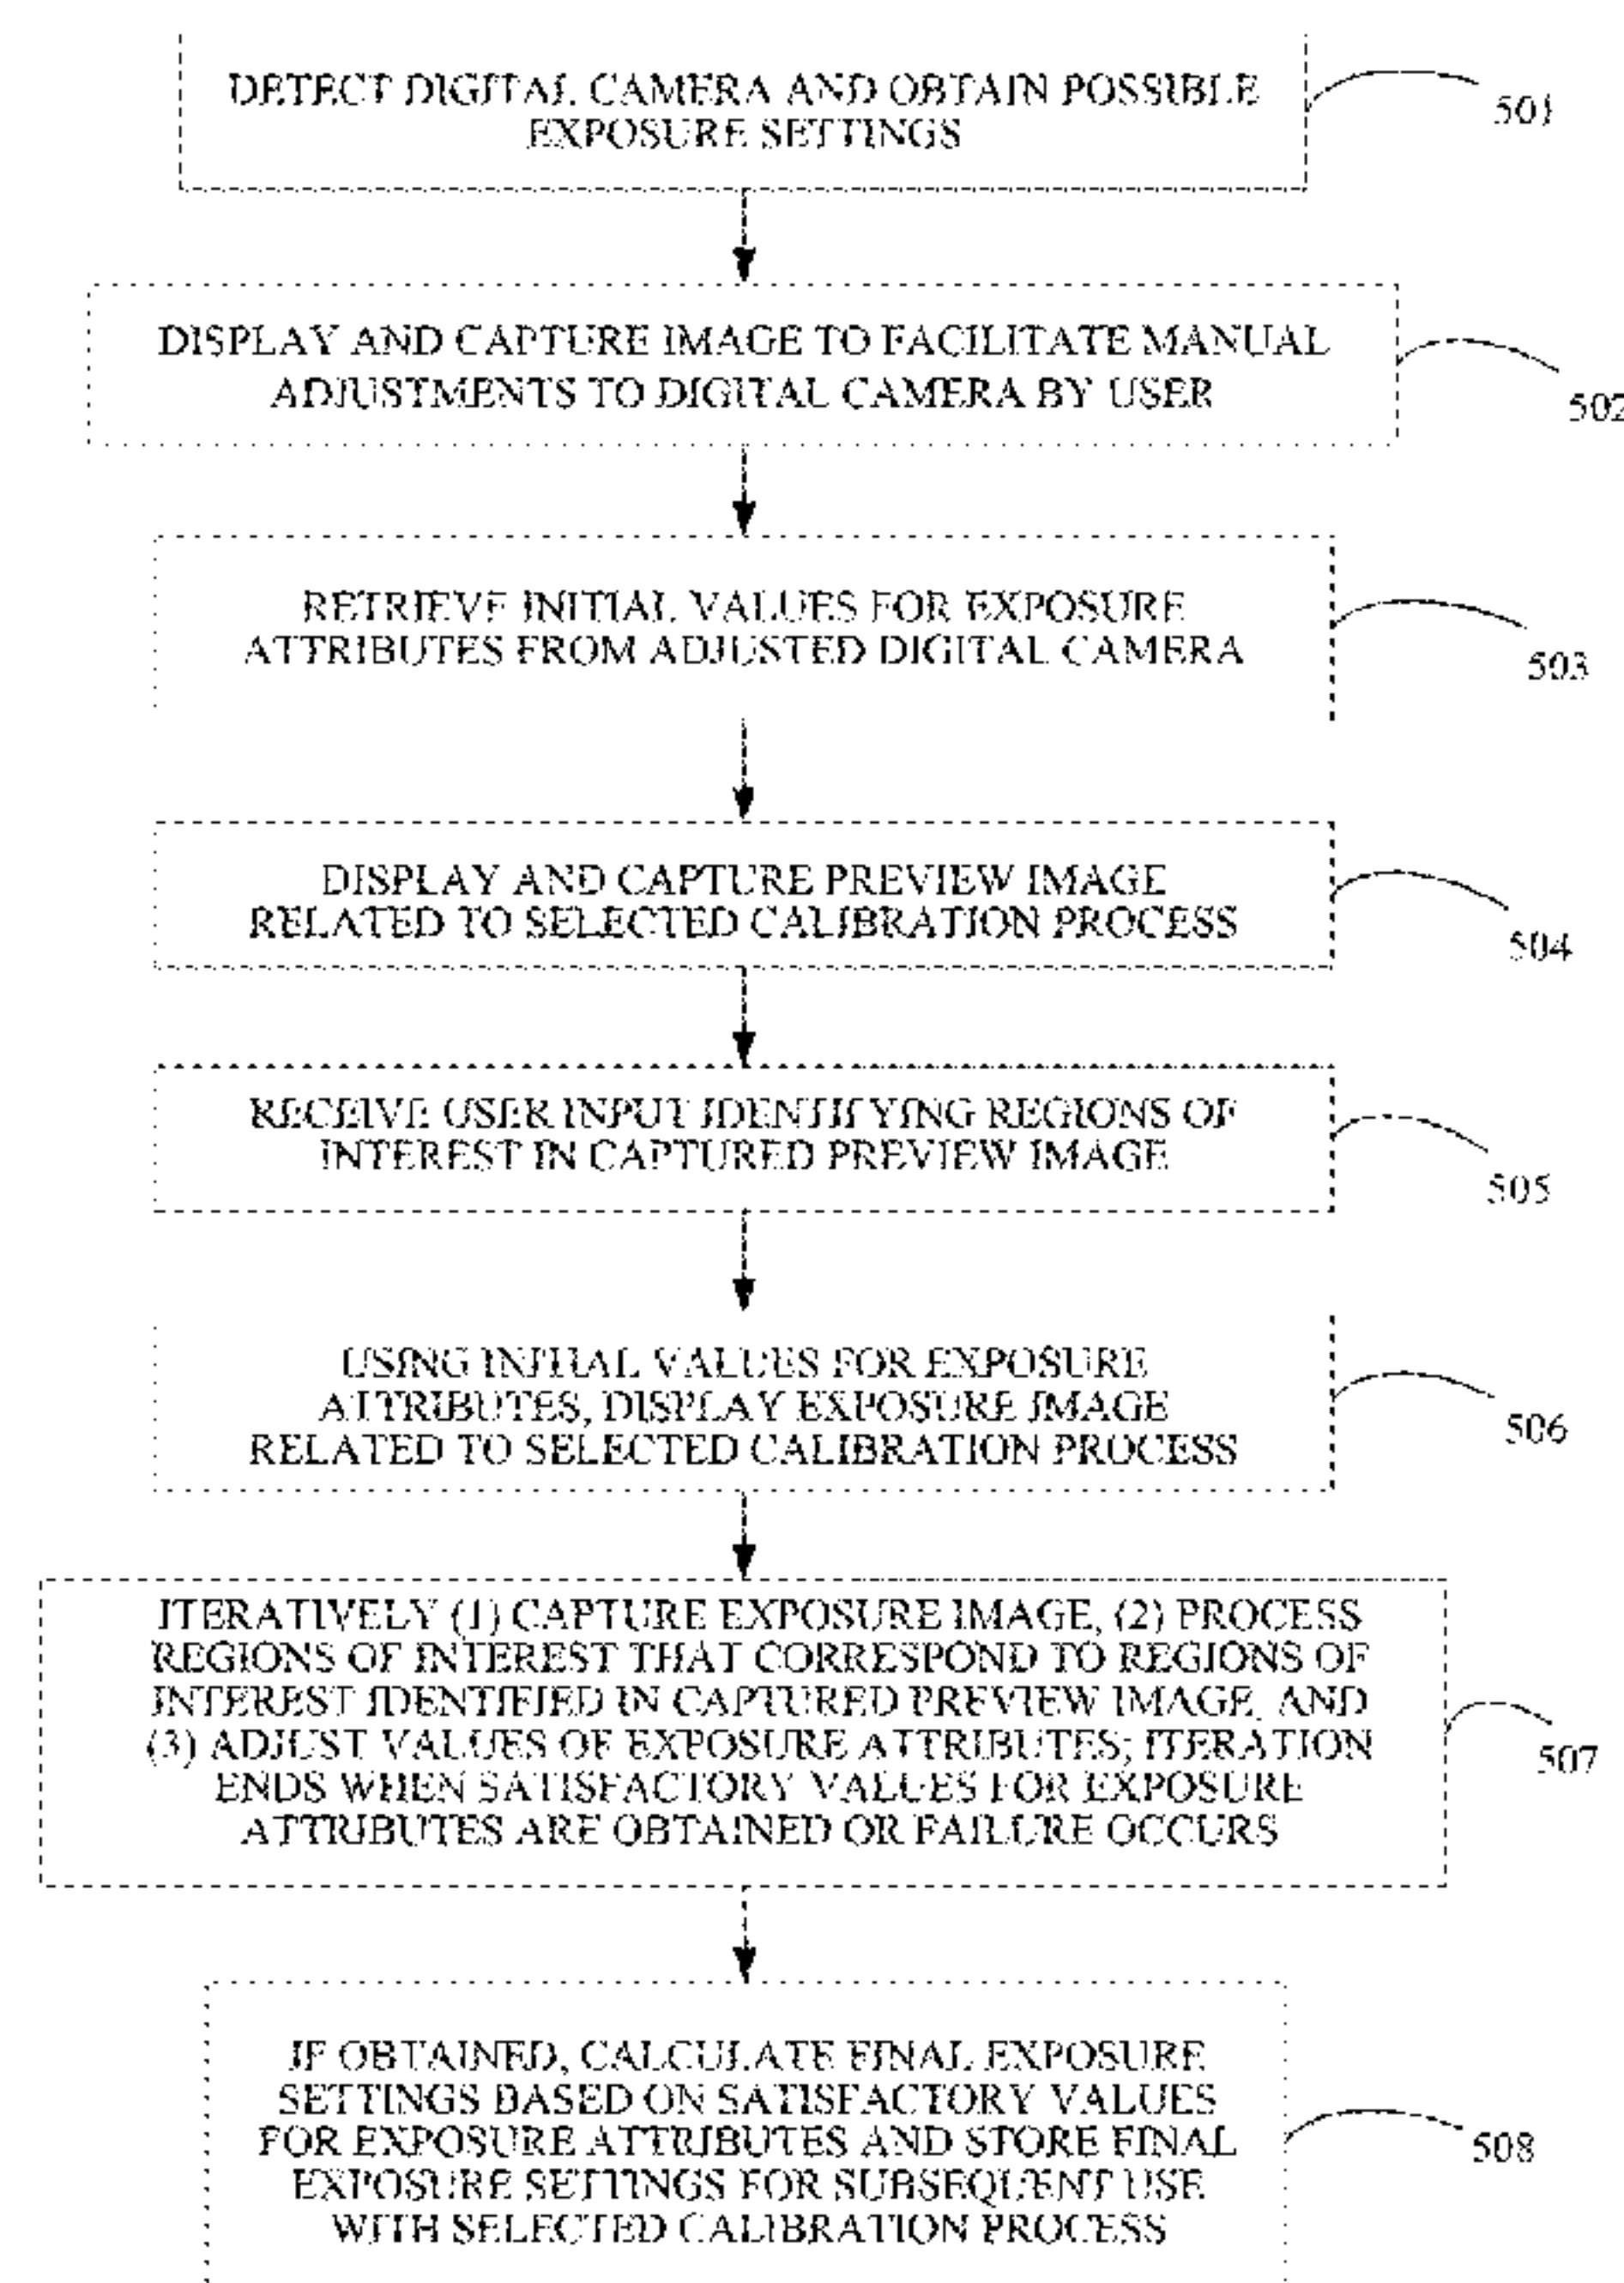 DETECT DIGITAL CAMERA AND OBTAIN POSSIBLE
EXPOSURE SETTINGS
501
DISPLAY AND CAPTURE IMAGE TO FACILITATE MANUAL
ADJUSTMENTS TO DIGITAL CAMERA BY USER
502
RETRIEVE INITIAL VALUES FOR EXPOSURE
ATTRIBUTES FROM ADJUSTED DIGITAL CAMERA
503
DISPLAY AND CAPTURE PREVIEW IMAGE
RELATED TO SELECTED CALIBRATION PROCESS
504
RECEIVE USER INPUT IDENTIFYING REGIONS OF
INTEREST IN CAPTURED PREVIEW IMAGE
505
USING INITIAL VALUES FOR EXPOSURE
ATTRIBUTES, DISPLAY EXPOSURE IMAGE
RELATED TO SELECTED CALIBRATION PROCESS
506
ITERATIVELY (1) CAPTURE EXPOSURE IMAGE, (2) PROCESS
REGIONS OF INTEREST THAT CORRESPOND TO REGIONS OF
INTEREST IDENTIFIED IN CAPTURED PREVIEW IMAGE, AND
(3) ADJUST VALUES OF EXPOSURE ATTRIBUTES; ITERATION
ENDS WHEN SATISFACTORY VALUES FOR EXPOSURE
ATTRIBUTES ARE OBTAINED OR FAILURE OCCURS
507
IF OBTAINED, CALCULATE FINAL EXPOSURE
SETTINGS BASED ON SATISFACTORY VALUES
FOR EXPOSURE ATTRIBUTES AND STORE FINAL
EXPOSURE SETTINGS FOR SUBSEQUENT USE
WITH SELECTED CALIBRATION PROCESS
508